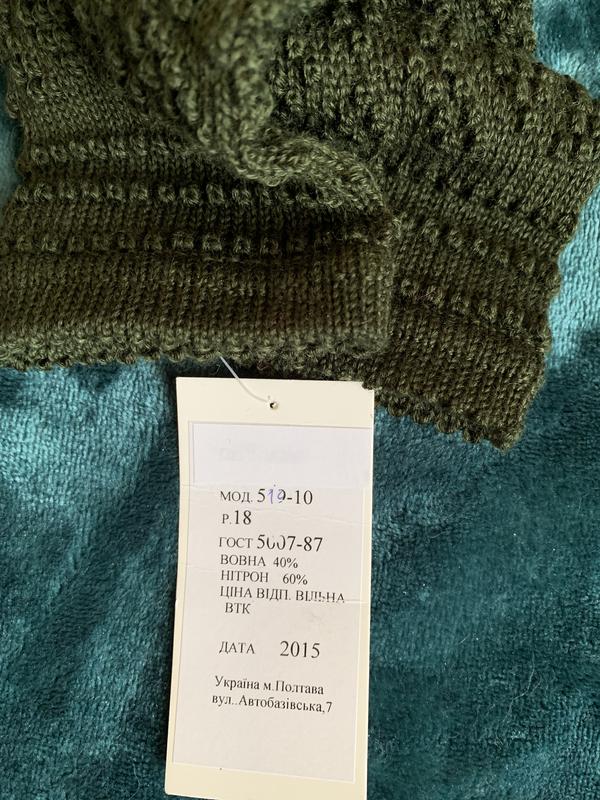 МОД. 519-10
Р.18
ГОСТ 5007-87
ВОВНА 40%
НІТРОН 60%
ЦІНА ВІДП. ВІЛЬНА
ВТК
ДАТА 2015
Україна м.Полтава
вул..Автобазівська,7